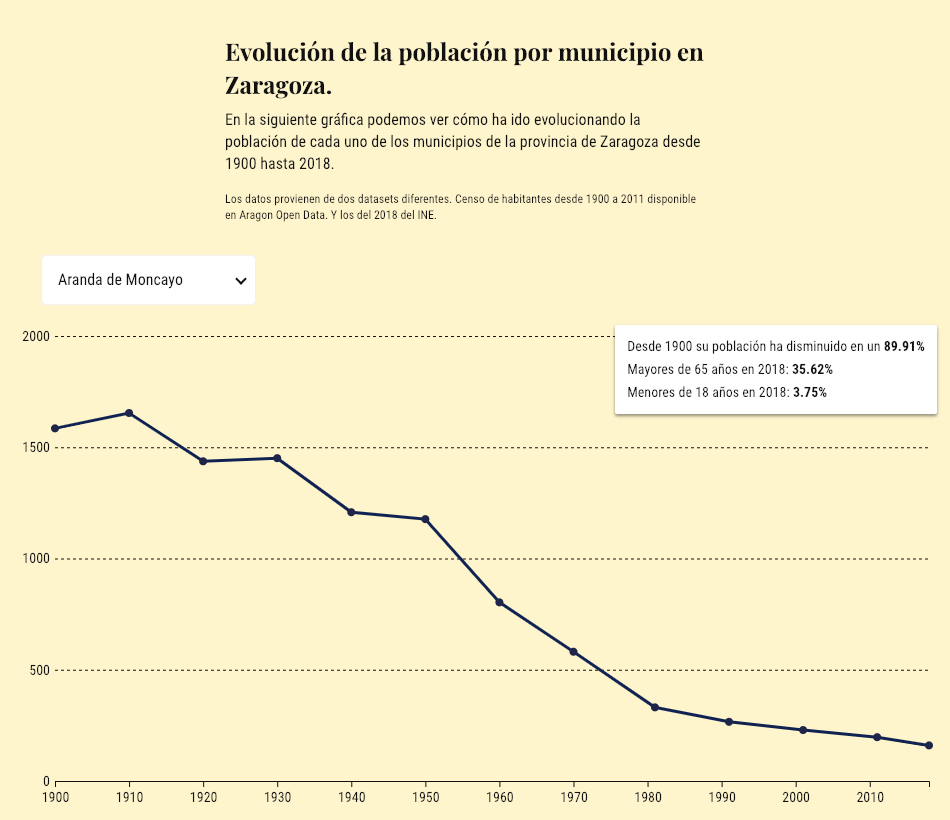 Evolución de la población por municipio en
Zaragoza.
En la siguiente gráfica podemos ver cómo ha ido evolucionando la
población de cada uno de los municipios de la provincia de Zaragoza desde
1900 hasta 2018.
Los datos provienen de dos datasets diferentes. Censo de habitantes desde 1900 a 2011 disponible
en Aragon Open Data. Y los del 2018 del INE.
Aranda de Moncayo
2000
Desde 1900 su población ha disminuido en un 89.91%
Mayores de 65 años en 2018: 35.62%
Menores de 18 años en 2018: 3.75%
1500
1000
500
0
1900 1910 1920 1930 1940 1950 1960 1970 1980 1990 2000 2010